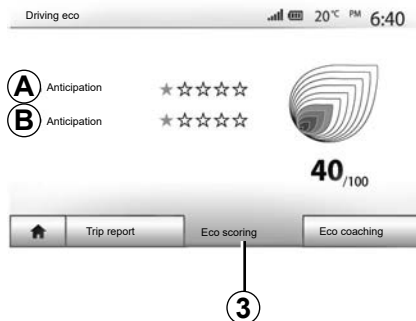 Driving eco 20°C PM 6:40
A Anticipation
B Anticipation
40/100
Trip report Eco scoring Eco coaching
3